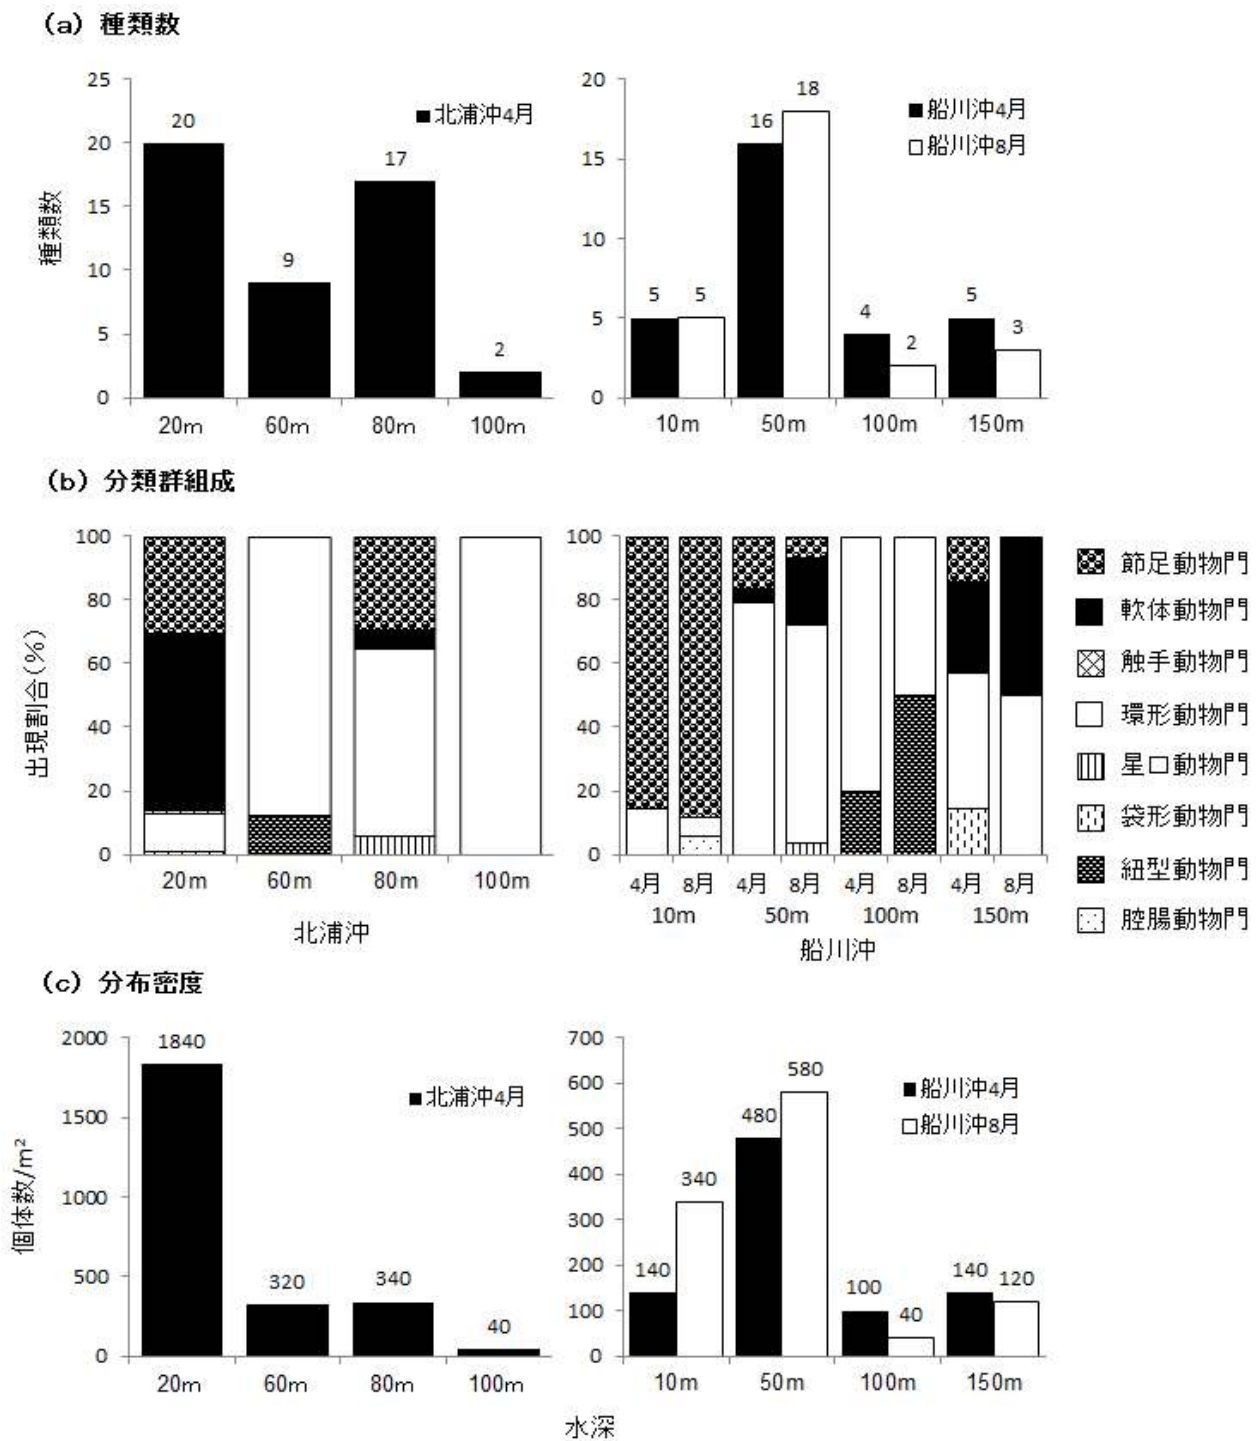 (a) 種類数
種類数
25
20
15
10
5
0
20
9
17
2
■北浦沖4月
20m 60m 80m 100m
20
15
10
5
0
5 5 16 18 4 2 5 3
■船川沖4月
□船川沖8月
10m 50m 100m 150m
(b) 分類群組成
出現割合(%)
100
80
60
40
20
0
20m 60m 80m 100m
北浦沖
100
80
60
40
20
0
4月 8月 4月 8月 4月 8月 4月 8月
10m 50m 100m 150m
船川沖
節足動物門
軟体動物門
触手動物門
環形動物門
星口動物門
袋形動物門
紐型動物門
腔腸動物門
(c) 分布密度
個体数/m²
2000
1500
1000
500
0
1840
320
340
40
■北浦沖4月
20m 60m 80m 100m
700
600
500
400
300
200
100
0
140 340 480 580 100 40 140 120
■船川沖4月
□船川沖8月
10m 50m 100m 150m
水深